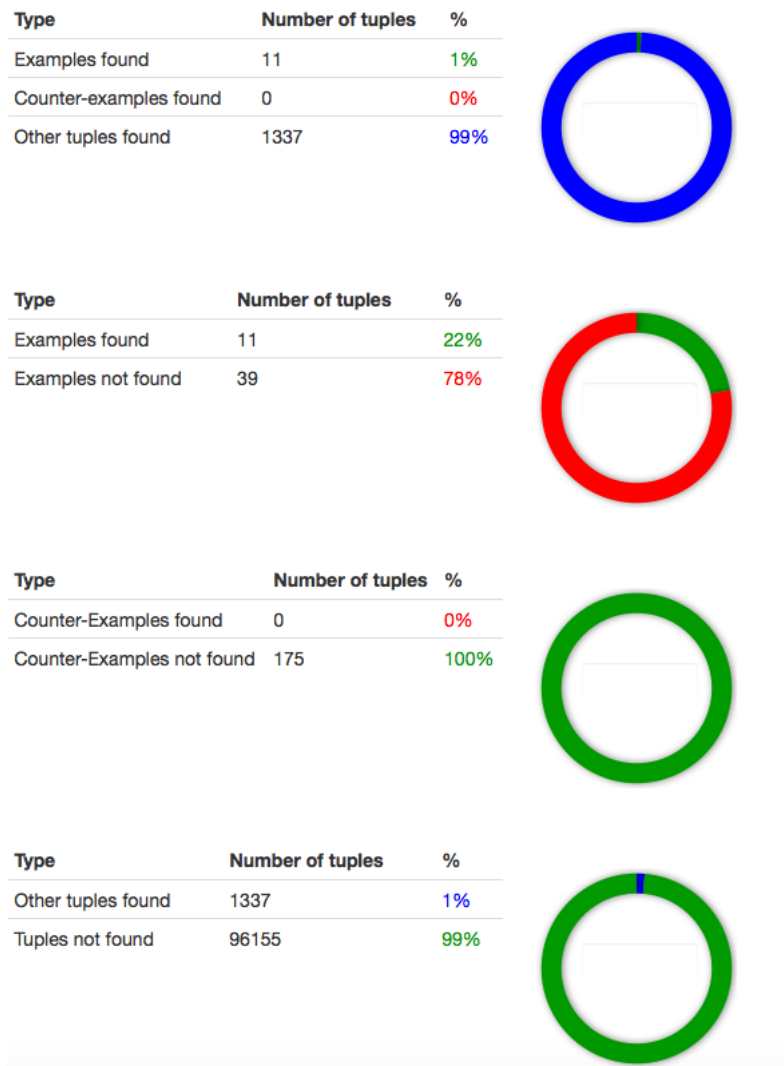 Type Number of tuples %
Examples found 11 1%
Counter-examples found 0 0%
Other tuples found 1337 99%
Type Number of tuples %
Examples found 11 22%
Examples not found 39 78%
Type Number of tuples %
Counter-Examples found 0 0%
Counter-Examples not found 175 100%
Type Number of tuples %
Other tuples found 1337 1%
Tuples not found 96155 99%